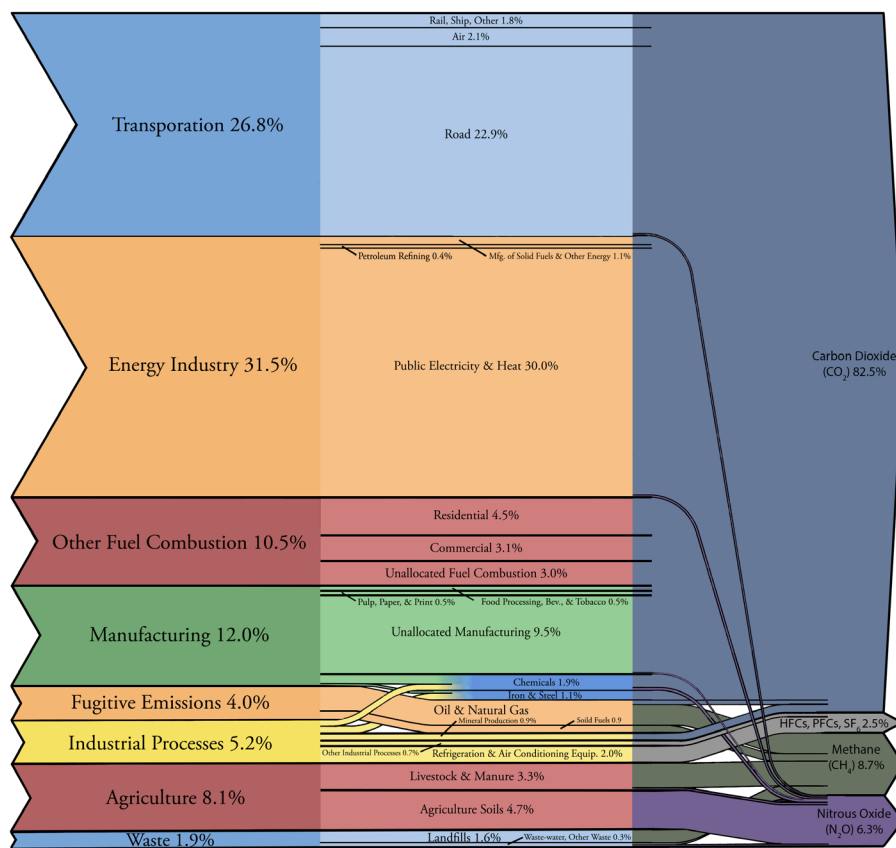 Rail, Ship, Other 1.8%
Air 2.1%
Transporation 26.8%
Road 22.9%
Petroleum Refining 0.4%
Mfg. of Solid Fuels & Other Energy 1.1%
Energy Industry 31.5%
Public Electricity & Heat 30.0%
Carbon Dioxide
(CO₂) 82.5%
Residential 4.5%
Other Fuel Combustion 10.5%
Commercial 3.1%
Unallocated Fuel Combustion 3.0%
Pulp, Paper, & Print 0.5%
Food Processing, Bev., & Tobacco 0.5%
Manufacturing 12.0%
Unallocated Manufacturing 9.5%
Chemicals 1.9%
Iron & Steel 1.1%
Fugitive Emissions 4.0%
Oil & Natural Gas
Mineral Production 0.9%
Soild Fuels 0.9
HFCs, PFCs, SF₆ 2.5%
Industrial Processes 5.2%
Other Industrial Processes 0.7%
Refrigeration & Air Conditioning Equip. 2.0%
Methane
(CH₄) 8.7%
Livestock & Manure 3.3%
Agriculture 8.1%
Agriculture Soils 4.7%
Nitrous Oxide
(N₂O) 6.3%
Waste 1.9%
Landfills 1.6%
Waste-water, Other Waste 0.3%